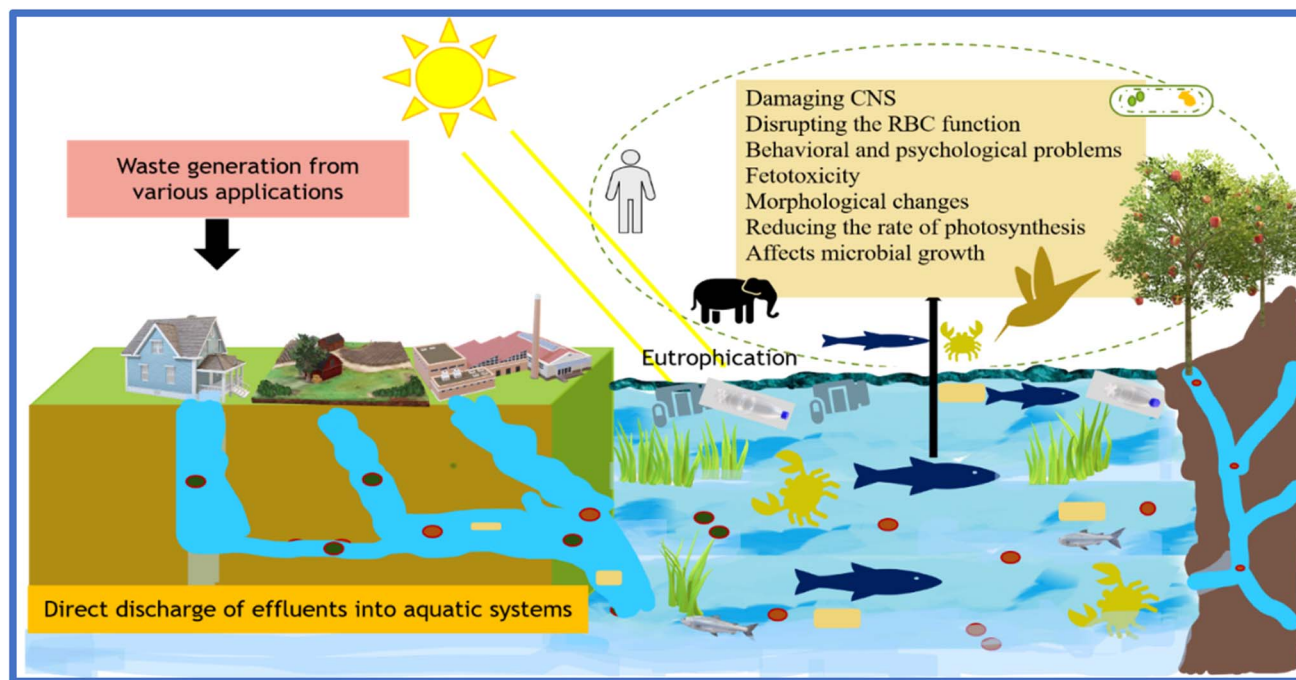 Waste generation from
various applications
Damaging CNS
Disrupting the RBC function
Behavioral and psychological problems
Fetotoxicity
Morphological changes
Reducing the rate of photosynthesis
Affects microbial growth
Eutrophication
Direct discharge of effluents into aquatic systems